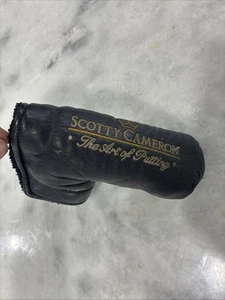 SCOTTY CAMERON
"The Art of Putting"